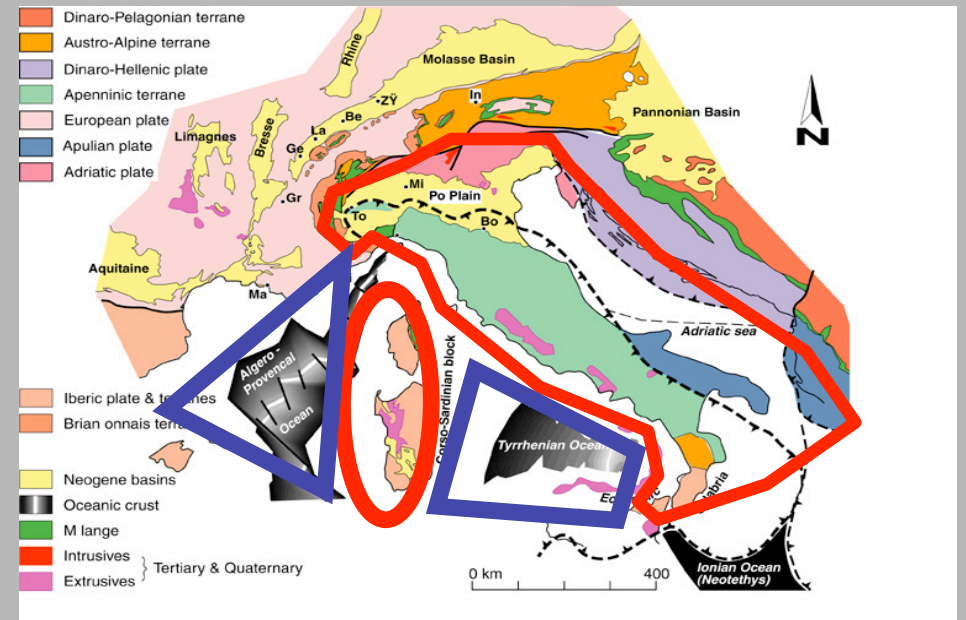 Dinaro-Pelagonian terrane
Austro-Alpine terrane
Dinaro-Hellenic plate
Apenninic terrane
European plate
Apulian plate
Adriatic plate
Rhine
Molasse Basin
ZŸ
In
Be
La
Ge
Gr
Limagnes
Bresse
Pannonian Basin
N
Mi
Po Plain
To
Bo
Aquitaine
Ma
Adriatic sea
Algero-
Provencal
Ocean
Corso-Sardinian block
Tyrrhenian Ocean
Iberic plate &
Brian onnais
Neogene basins
Oceanic crust
M lange
Intrusives
Extrusives
} Tertiary & Quaternary
0 km 400
Ionian Ocean
(Neotethys)